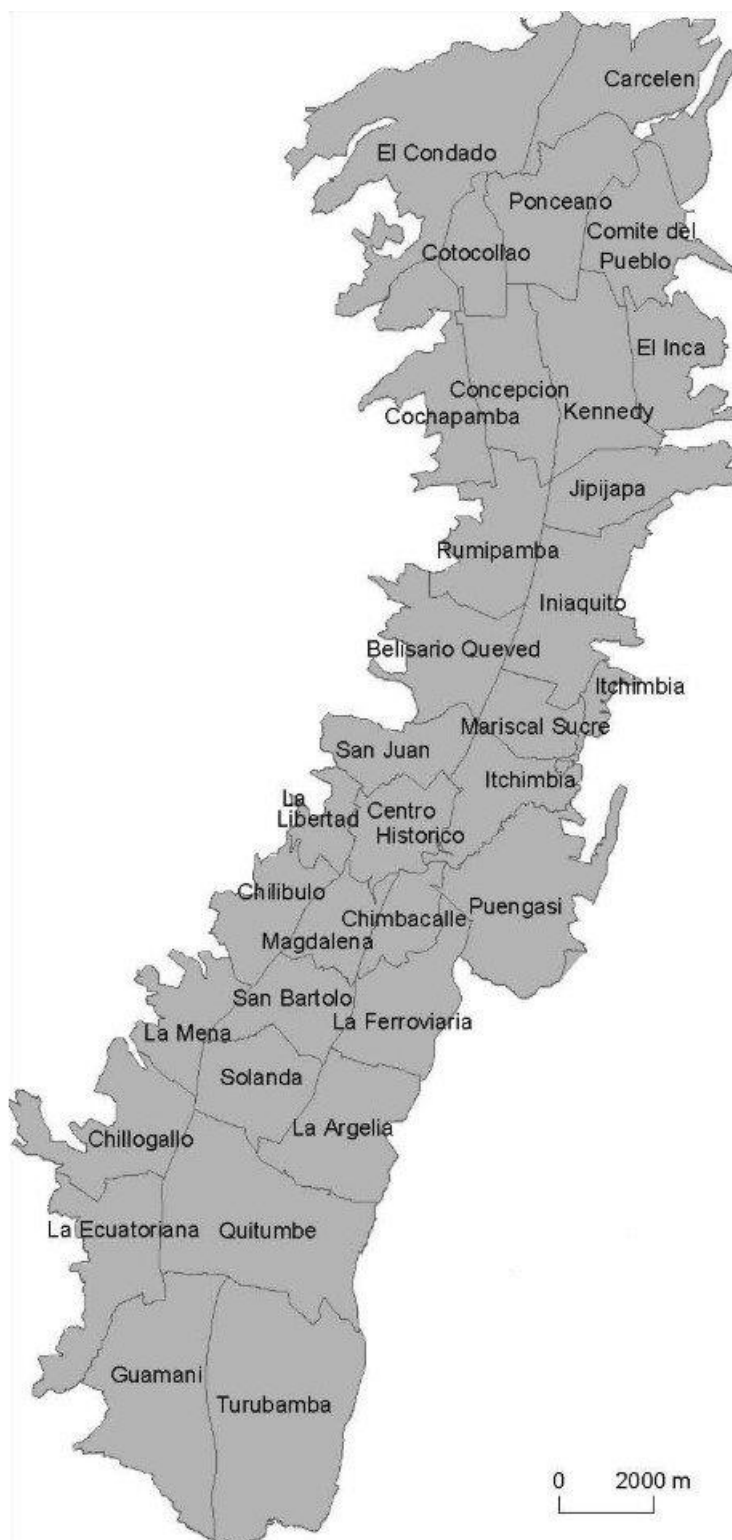 Carcelen
El Condado
Ponceano
Comite del
Pueblo
Cotocollao
El Inca
Concepcion
Cochapamba
Kennedy
Jipijapa
Rumipamba
Iniaquito
Belisario Queved
Itchimbia
Mariscal Sucre
San Juan
Itchimbia
La
Libertad
Centro
Historico
Chilibulo
Puengasi
Chimbacalle
Magdalena
San Bartolo
La Ferroviaria
La Mena
Solanda
La Argelia
Chillogallo
La Ecuatoriana
Quitumbe
Guamani
Turubamba
0 2000 m